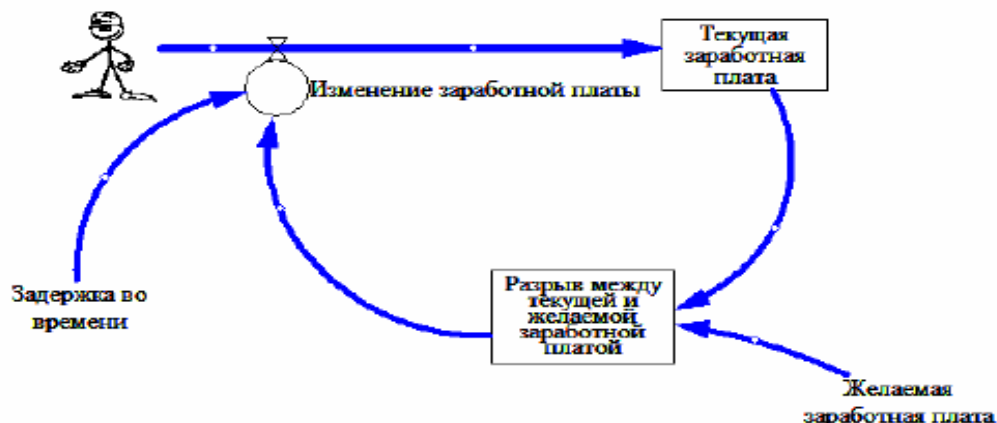 Текущая
заработная
плата
Изменение заработной платы
Задержка во
времени
Разрыв между
текущей и
желаемой
заработной
платой
Желаемая
заработная плата